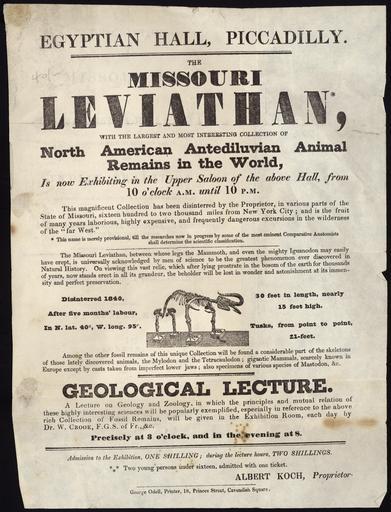 EGYPTIAN HALL, PICCADILLY.
THE
MISSOURI
LEVIATHAN,*
WITH THE LARGEST AND MOST INTERESTING COLLECTION OF
North American Antediluvian Animal
Remains in the World,
Is now Exhibiting in the Upper Saloon of the above Hall, from
10 o'clock A.M. until 10 P.M.
This magnificent Collection has been disinterred by the Proprietor, in various parts of the
State of Missouri, sixteen hundred to two thousand miles from New York City; and is the fruit
of many years laborious, highly expensive, and frequently dangerous excursions in the wilderness
of the "far West."
* This name is merely provisional, till the researches now in progress by some of the most eminent Comparative Anatomists
shall determine the scientific classification.
The Missouri Leviathan, between whose legs the Mammoth, and even the mighty Iguanodon may easily
have crept, is universally acknowledged by men of science to be the greatest phenomenon ever discovered in
Natural History. On viewing this vast relic, which after lying prostrate in the bosom of the earth for thousands
of years, now stands erect in all its grandeur, the beholder will be lost in wonder and astonishment at its immen-
sity and perfect preservation.
Disinterred 1840,
After five months' labour,
In N. lat. 40°, W. long. 95°.
30 feet in length, nearly
15 feet high.
Tusks, from point to point,
21-feet.
Among the other fossil remains of this unique Collection will be found a considerable part of the skeletons
of those lately discovered animals, the Mylodon and the Tetracaulodon; gigantic Mammals, scarcely known in
Europe except by casts taken from imperfect lower jaws; also specimens of various species of Mastodon, &c.
GEOLOGICAL LECTURE.
A Lecture on Geology and Zoology, in which the principles and mutual relation of
these highly interesting sciences will be popularly exemplified, especially in reference to the above
rich Collection of Fossil Remains, will be given in the Exhibition Room, each day by
Dr. W. CROOK, F.G.S. of Fr., &c.
Precisely at 3 o'clock, and in the evening at 8.
Admission to the Exhibition, ONE SHILLING; during the lecture hours, TWO SHILLINGS.
*** Two young persons under sixteen, admitted with one ticket.
ALBERT KOCH, Proprietor.
George Odell, Printer, 18, Princes Street, Cavendish Square.